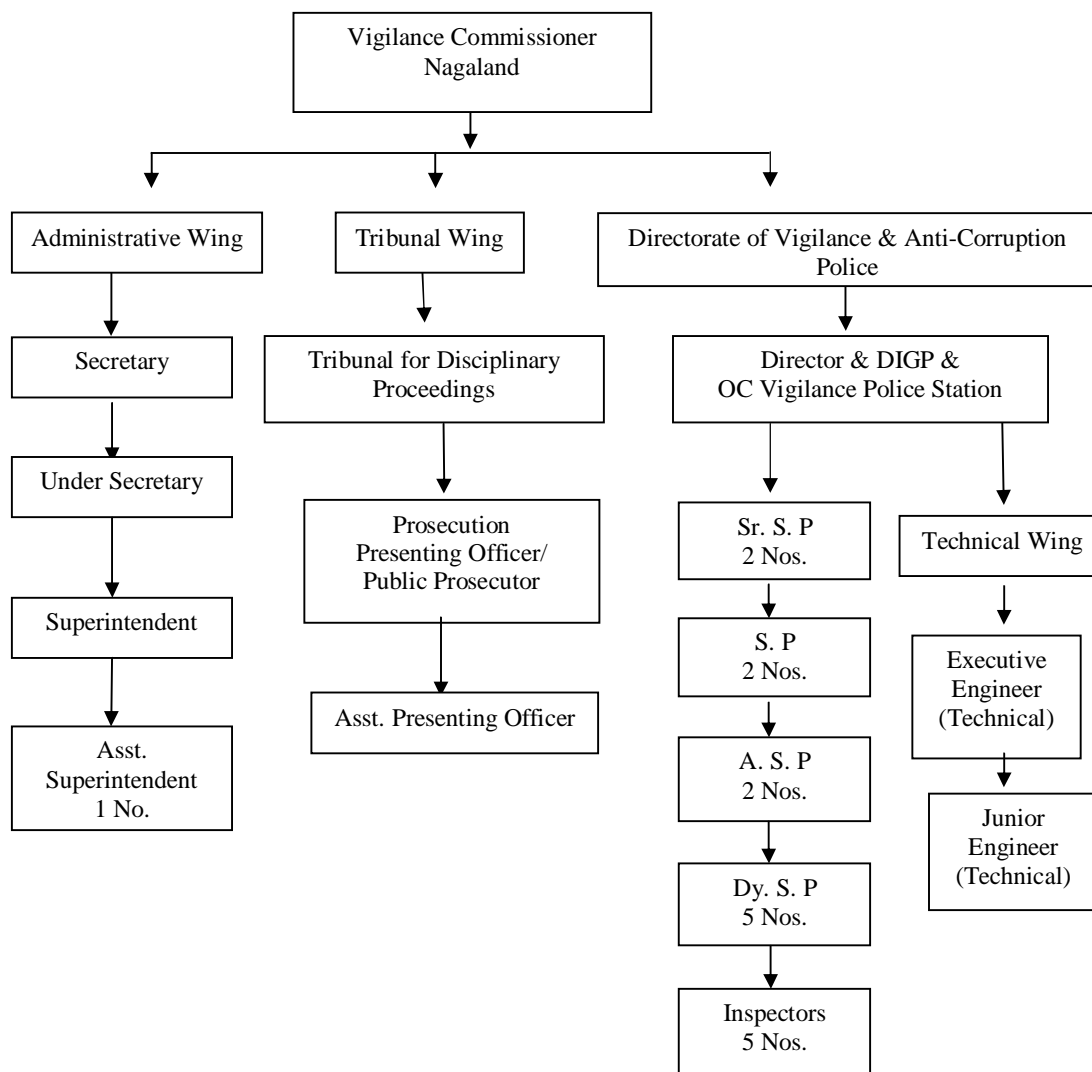 Vigilance Commissioner
Nagaland
Administrative Wing
Tribunal Wing
Directorate of Vigilance & Anti-Corruption
Police
Secretary
Tribunal for Disciplinary
Proceedings
Director & DIGP &
OC Vigilance Police Station
Under Secretary
Prosecution
Presenting Officer/
Public Prosecutor
Sr. S. P
2 Nos.
Technical Wing
Superintendent
S. P
2 Nos.
Executive
Engineer
(Technical)
Asst. Presenting Officer
Asst.
Superintendent
1 No.
A. S. P
2 Nos.
Junior
Engineer
(Technical)
Dy. S. P
5 Nos.
Inspectors
5 Nos.